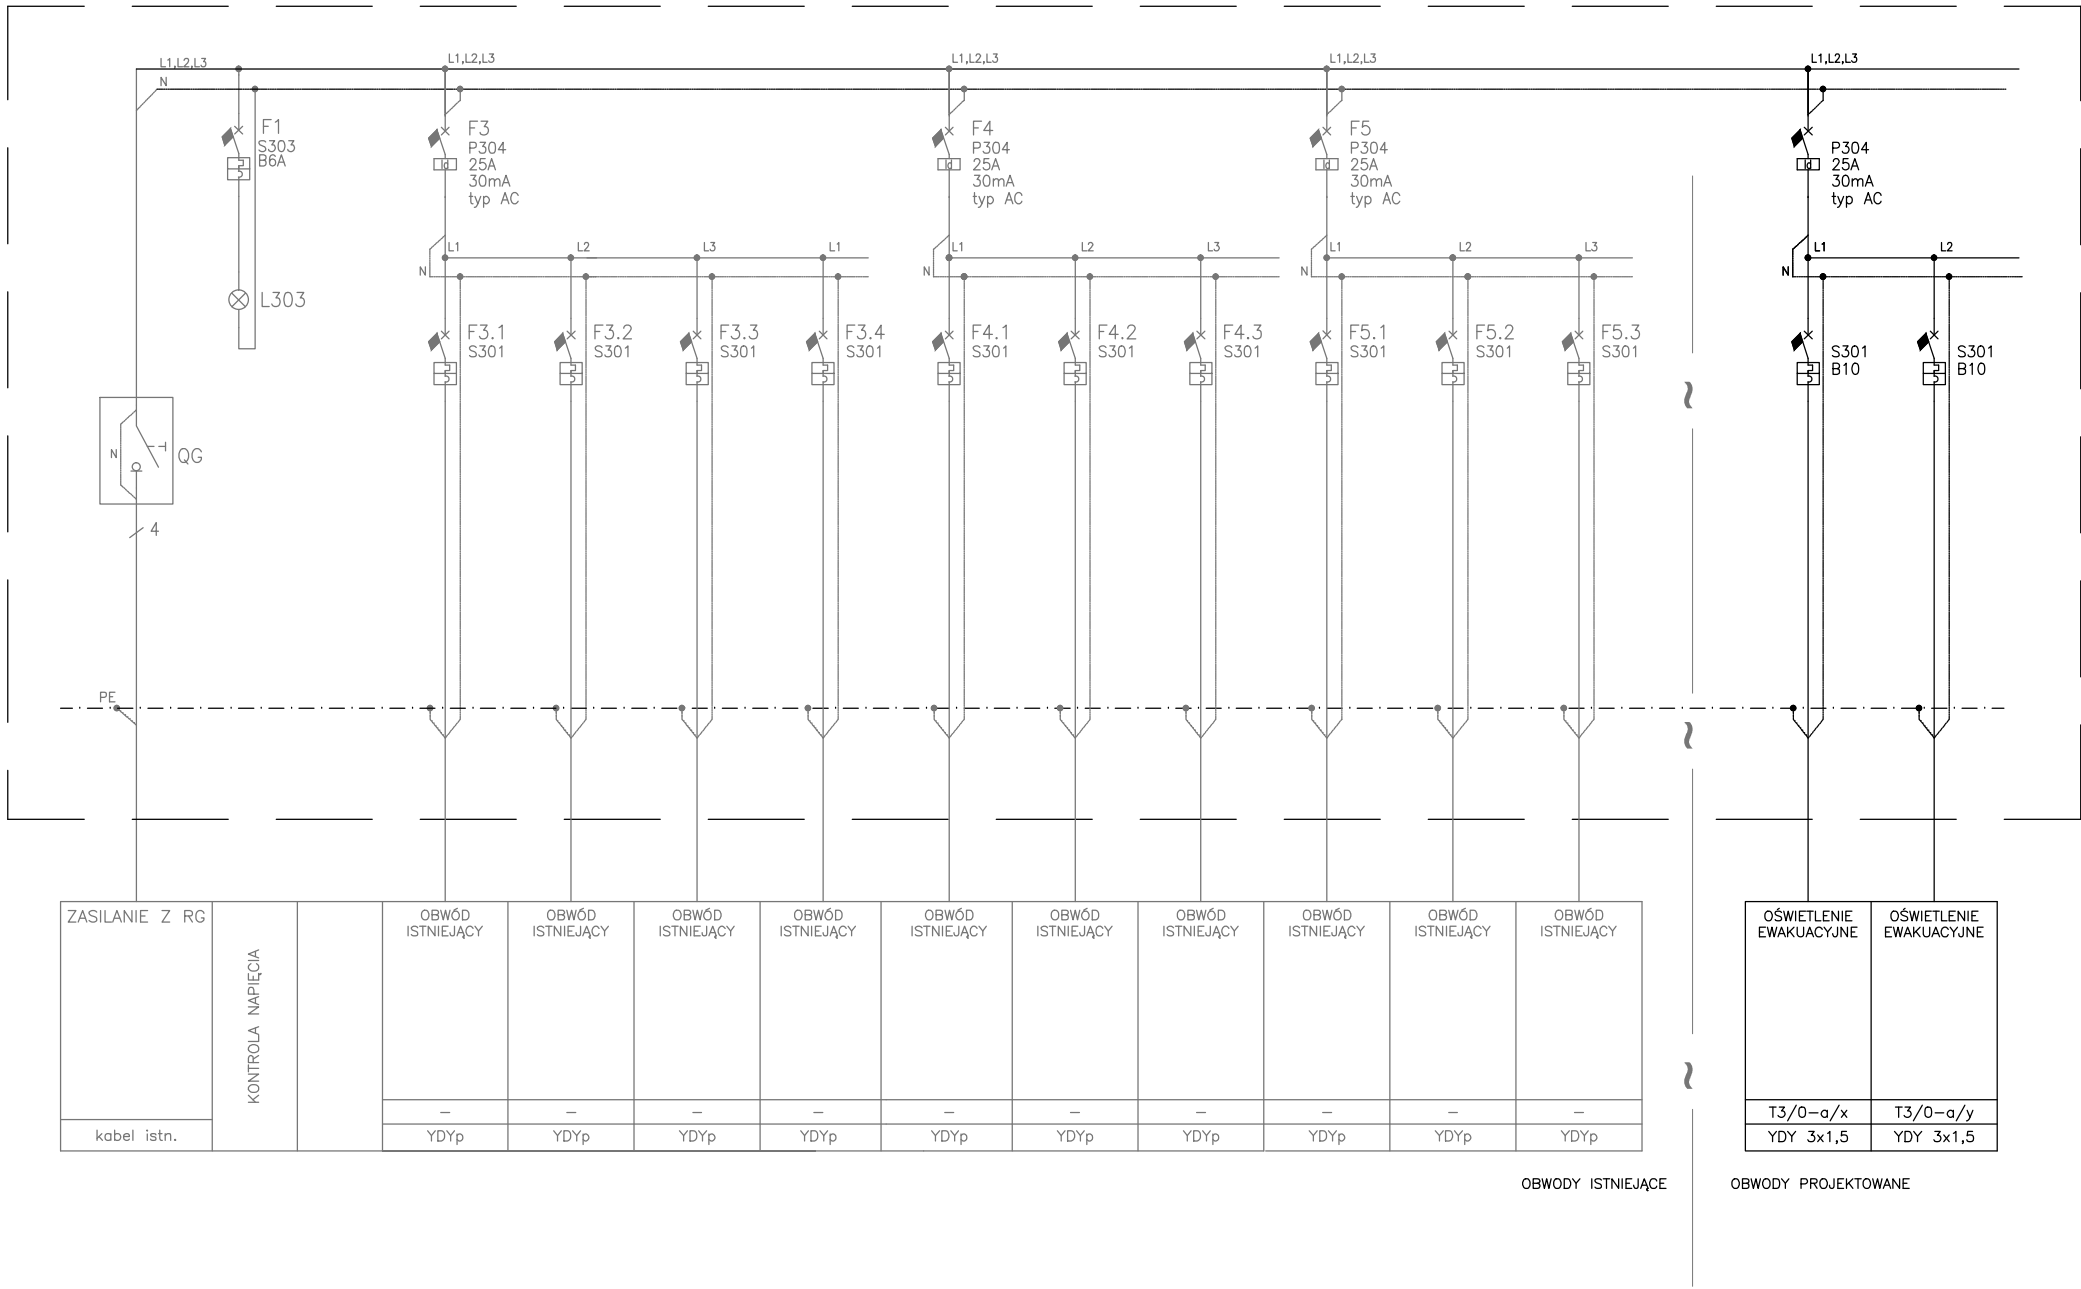 L1,L2,L3
N
L1,L2,L3
L1,L2,L3
L1,L2,L3
L1,L2,L3
F1
S303
B6A
F3
P304
25A
30mA
typ AC
F4
P304
25A
30mA
typ AC
F5
P304
25A
30mA
typ AC
P304
25A
30mA
typ AC
L1
L2
L3
L1
N
L1
L2
L3
N
L1
L2
L3
N
L1
L2
N
L303
F3.1
S301
F3.2
S301
F3.3
S301
F3.4
S301
F4.1
S301
F4.2
S301
F4.3
S301
F5.1
S301
F5.2
S301
F5.3
S301
S301
B10
S301
B10
N
QG
4
PE
ZASILANIE Z RG
kabel istn.
KONTROLA NAPIĘCIA
OBWÓD
ISTNIEJĄCY
–
YDYp
OBWÓD
ISTNIEJĄCY
–
YDYp
OBWÓD
ISTNIEJĄCY
–
YDYp
OBWÓD
ISTNIEJĄCY
–
YDYp
OBWÓD
ISTNIEJĄCY
–
YDYp
OBWÓD
ISTNIEJĄCY
–
YDYp
OBWÓD
ISTNIEJĄCY
–
YDYp
OBWÓD
ISTNIEJĄCY
–
YDYp
OBWÓD
ISTNIEJĄCY
–
YDYp
OBWÓD
ISTNIEJĄCY
–
YDYp
OŚWIETLENIE
EWAKUACYJNE
T3/0–a/x
YDY 3x1,5
OŚWIETLENIE
EWAKUACYJNE
T3/0–a/y
YDY 3x1,5
OBWODY ISTNIEJĄCE
OBWODY PROJEKTOWANE